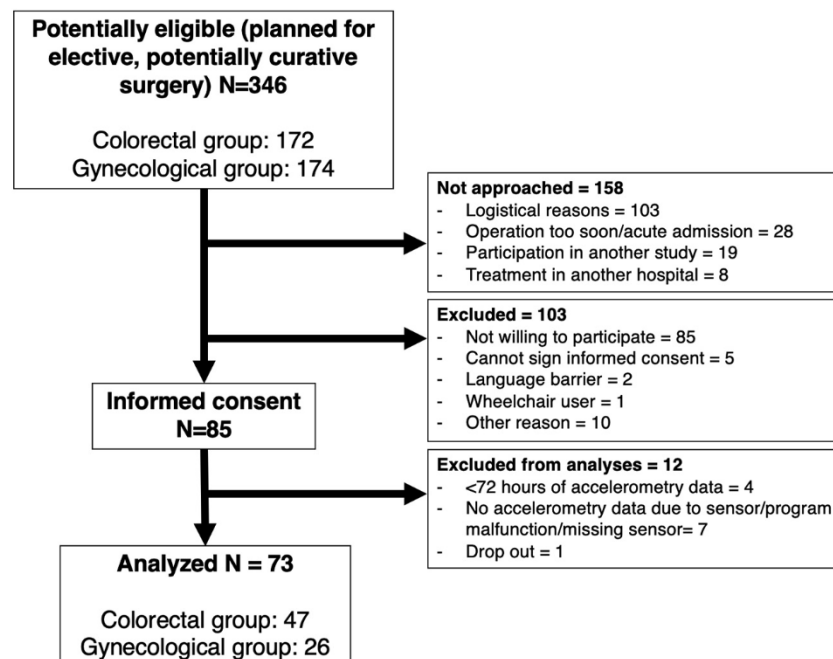 Potentially eligible (planned for
elective, potentially curative
surgery) N=346
Colorectal group: 172
Gynecological group: 174
Not approached = 158
- Logistical reasons = 103
- Operation too soon/acute admission = 28
- Participation in another study = 19
- Treatment in another hospital = 8
Excluded = 103
- Not willing to participate = 85
- Cannot sign informed consent = 5
- Language barrier = 2
- Wheelchair user = 1
- Other reason = 10
Informed consent
N=85
Excluded from analyses = 12
- <72 hours of accelerometry data = 4
- No accelerometry data due to sensor/program
malfunction/missing sensor= 7
- Drop out = 1
Analyzed N = 73
Colorectal group: 47
Gynecological group: 26